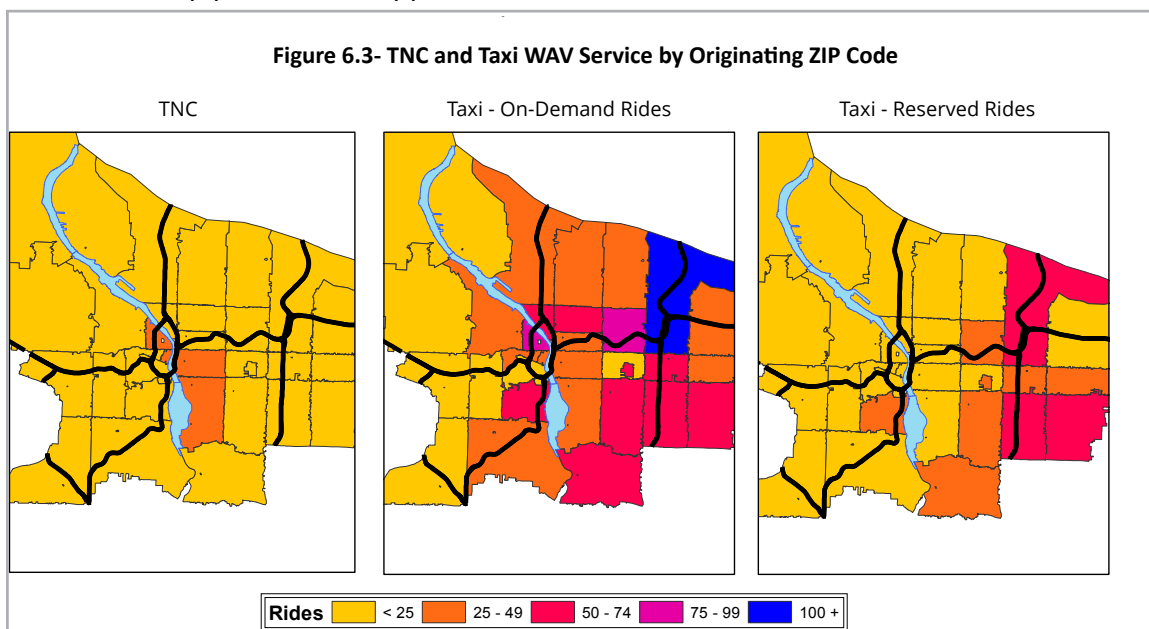 Figure 6.3- TNC and Taxi WAV Service by Originating ZIP Code
TNC
Taxi - On-Demand Rides
Taxi - Reserved Rides
Rides < 25 25 - 49 50 - 74 75 - 99 100 +